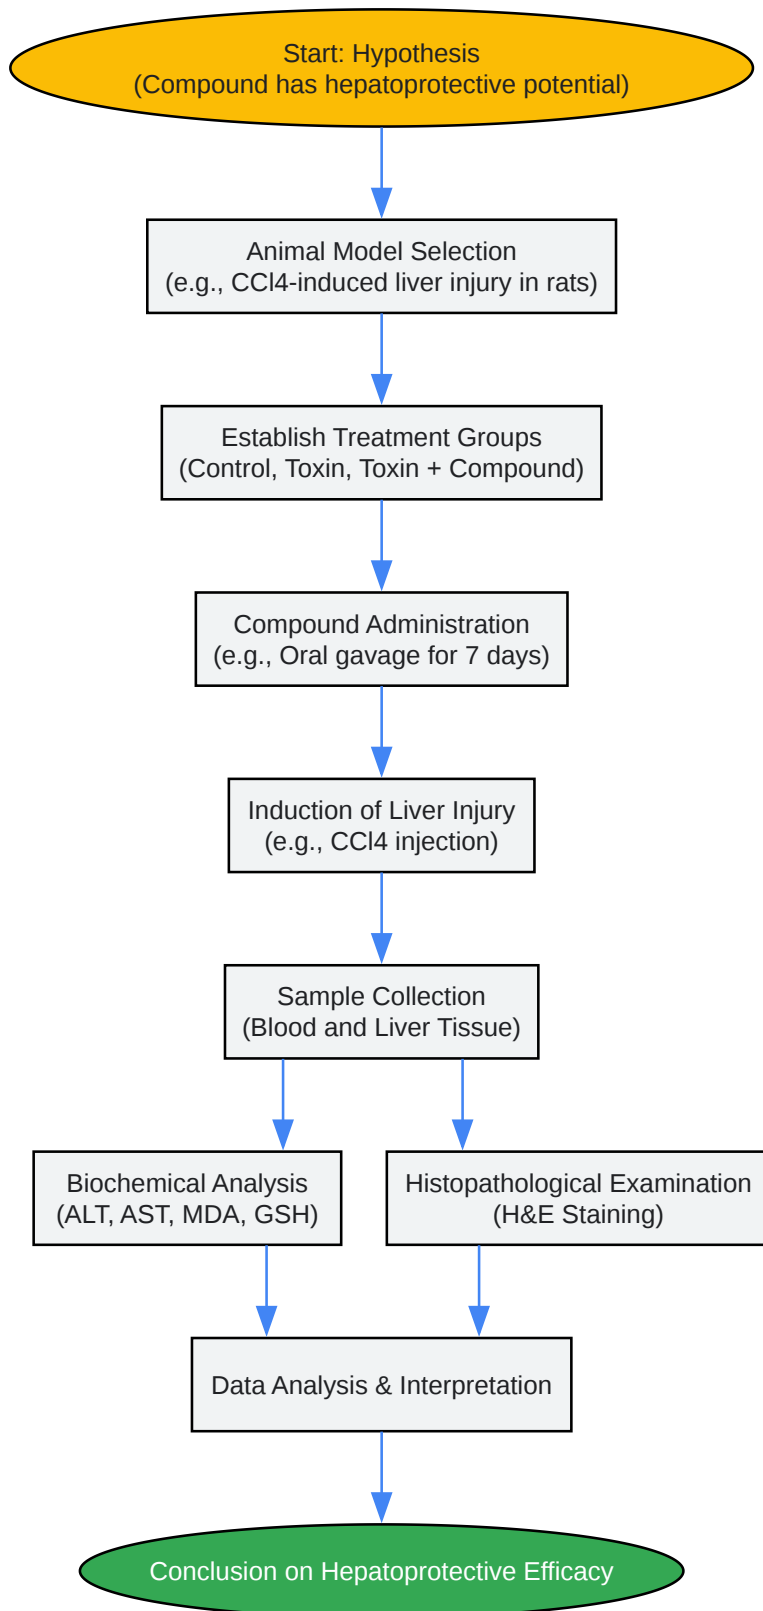 Start: Hypothesis
(Compound has hepatoprotective potential)
Animal Model Selection
(e.g., CCl4-induced liver injury in rats)
Establish Treatment Groups
(Control, Toxin, Toxin + Compound)
Compound Administration
(e.g., Oral gavage for 7 days)
Induction of Liver Injury
(e.g., CCl4 injection)
Sample Collection
(Blood and Liver Tissue)
Biochemical Analysis
(ALT, AST, MDA, GSH)
Histopathological Examination
(H&E Staining)
Data Analysis & Interpretation
Conclusion on Hepatoprotective Efficacy